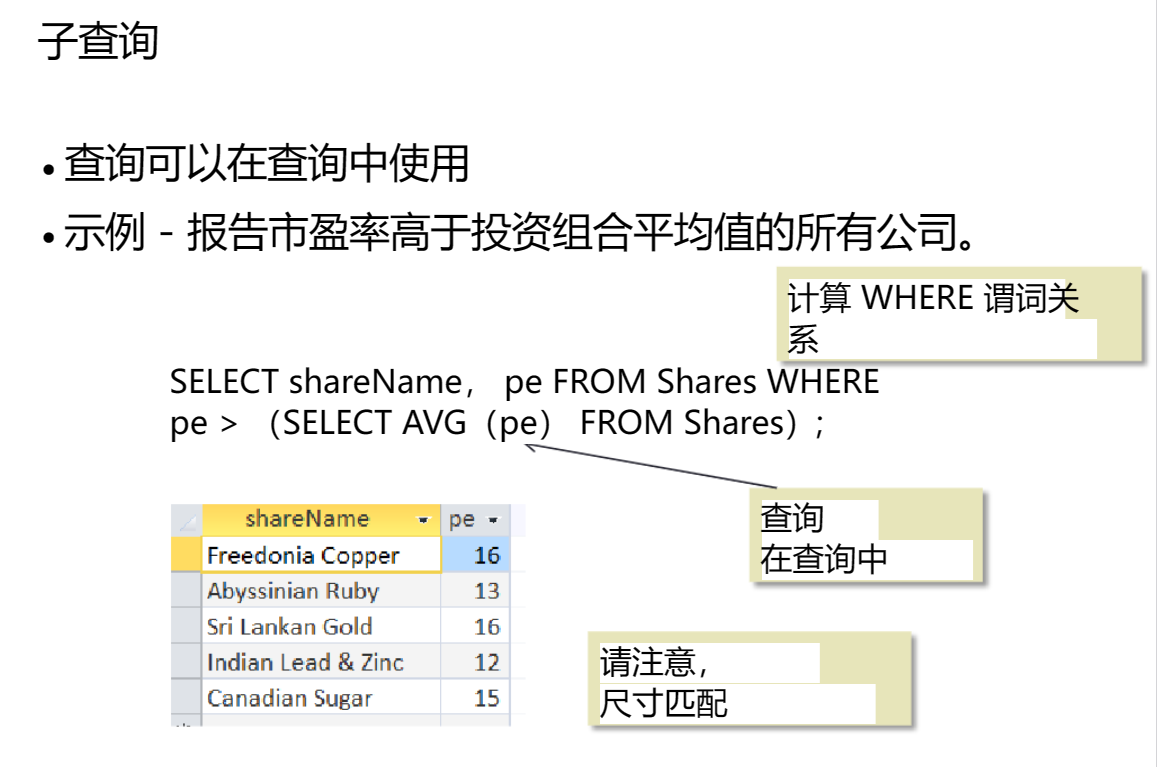 子查询
•查询可以在查询中使用
•示例 - 报告市盈率高于投资组合平均值的所有公司。
计算 WHERE 谓词关
系
SELECT shareName， pe FROM Shares WHERE
pe > （SELECT AVG（pe） FROM Shares）;
查询
在查询中
shareName pe
Freedonia Copper 16
Abyssinian Ruby 13
Sri Lankan Gold 16
Indian Lead & Zinc 12
Canadian Sugar 15
请注意，
尺寸匹配